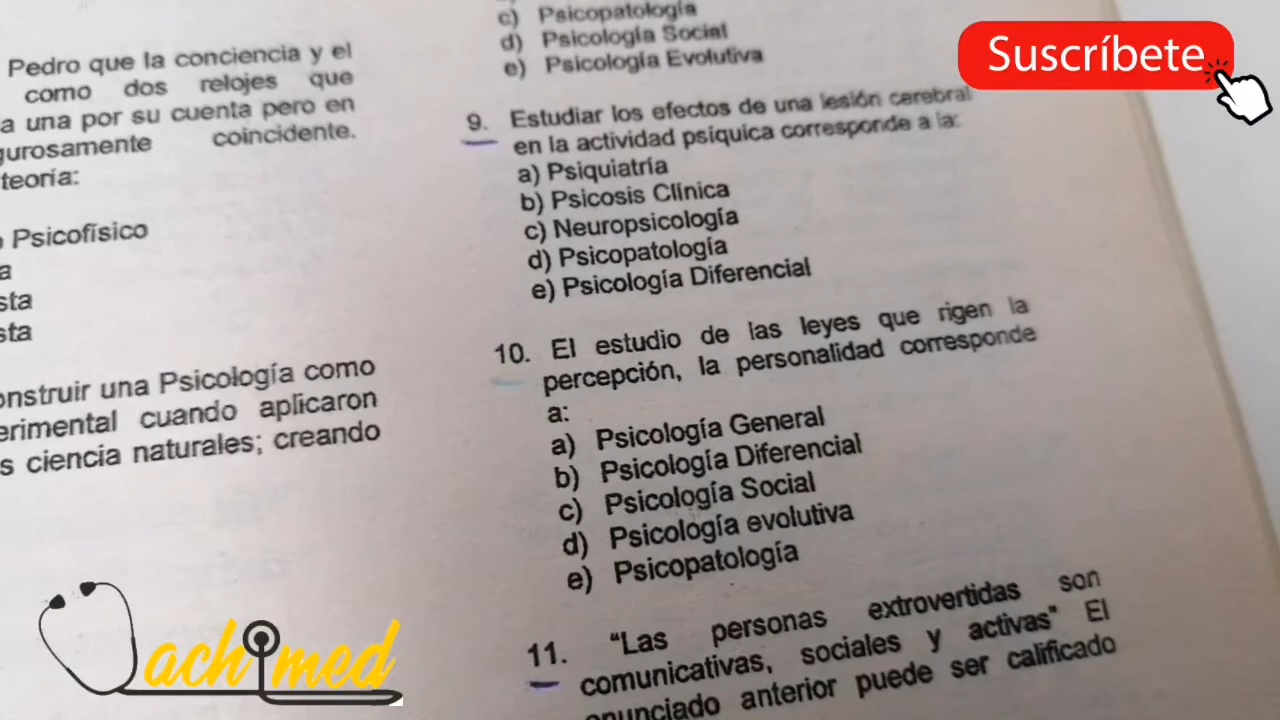 Pedro que la conciencia y el
como dos relojes que
a una por su cuenta pero en
gurosamente coincidente.
teoría:
Psicofísico
a
sta
sta
onstruir una Psicología como
erimental cuando aplicaron
s ciencia naturales; creando
c) Psicopatología
d) Psicología Social
e) Psicología Evolutiva
9. Estudiar los efectos de una lesión cerebral
en la actividad psíquica corresponde a la:
a) Psiquiatría
b) Psicosis Clínica
c) Neuropsicología
d) Psicopatología
e) Psicología Diferencial
10. El estudio de las leyes que rigen la
percepción, la personalidad corresponde
a:
a) Psicología General
b) Psicología Diferencial
c) Psicología Social
d) Psicología evolutiva
e) Psicopatología
11. "Las personas extrovertidas son
comunicativas, sociales y activas" El
enunciado anterior puede ser calificado
Suscríbete
achimed